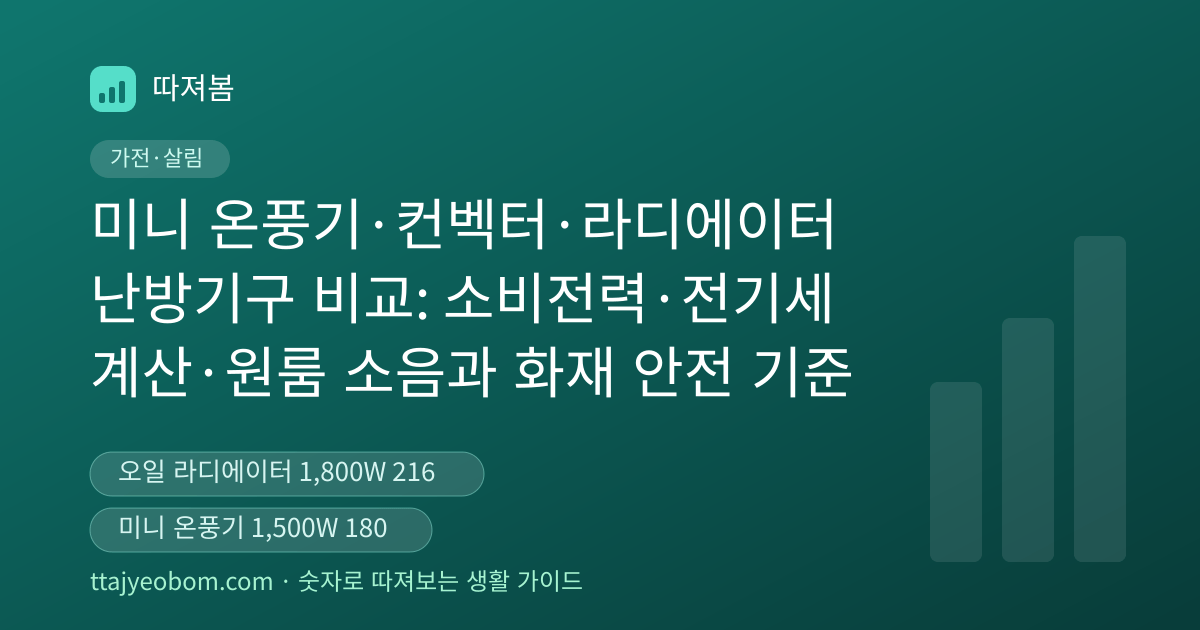 따져봄
가전·살림
미니 온풍기·컨벡터·라디에이터
난방기구 비교: 소비전력·전기세
계산·원룸 소음과 화재 안전 기준
오일 라디에이터 1,800W 216
미니 온풍기 1,500W 180
ttajyeobom.com · 숫자로 따져보는 생활 가이드